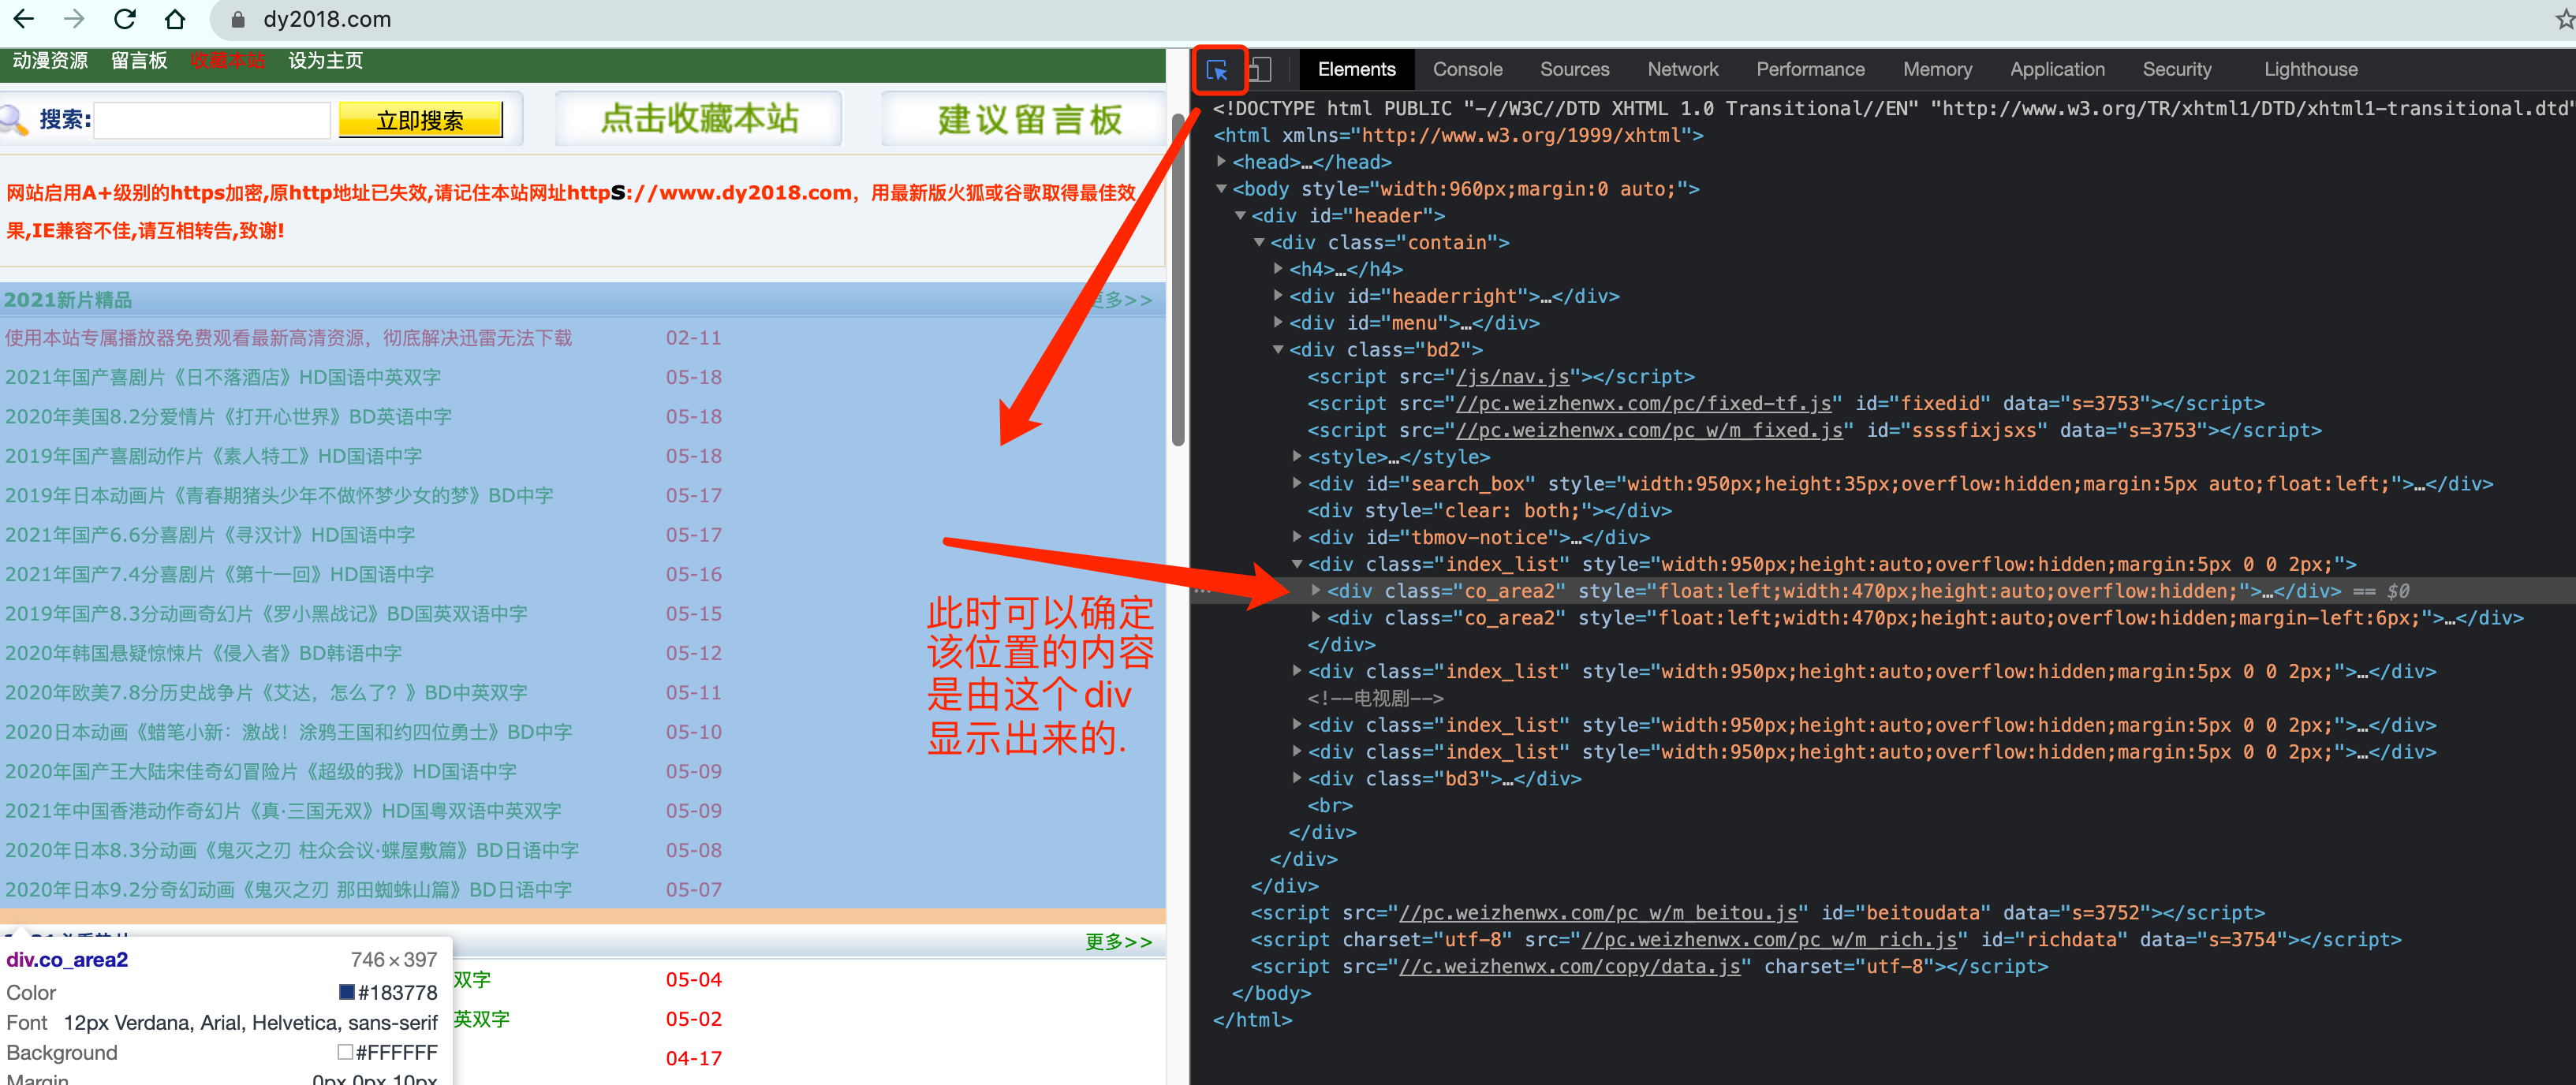 dy2018.com
动漫资源 留言板 收藏本站 设为主页
搜索: 立即搜索 点击收藏本站 建议留言板
网站启用A+级别的https加密,原http地址已失效,请记住本站网址httpS://www.dy2018.com，用最新版火狐或谷歌取得最佳效
果,IE兼容不佳,请互相转告,致谢!
2021新片精品 更多>>
使用本站专属播放器免费观看最新高清资源，彻底解决迅雷无法下载 02-11
2021年国产喜剧片《日不落酒店》HD国语中英双字 05-18
2020年美国8.2分爱情片《打开心世界》BD英语中字 05-18
2019年国产喜剧动作片《素人特工》HD国语中字 05-18
2019年日本动画片《青春期猪头少年不做怀梦少女的梦》BD中字 05-17
2021年国产6.6分喜剧片《寻汉计》HD国语中字 05-17
2021年国产7.4分喜剧片《第十一回》HD国语中字 05-16
2019年国产8.3分动画奇幻片《罗小黑战记》BD国英双语中字 05-15
2020年韩国悬疑惊悚片《侵入者》BD韩语中字 05-12
2020年欧美7.8分历史战争片《艾达，怎么了？》BD中英双字 05-11
2020日本动画《蜡笔小新：激战！涂鸦王国和约四位勇士》BD中字 05-10
2020年国产王大陆宋佳奇幻冒险片《超级的我》HD国语中字 05-09
2021年中国香港动作奇幻片《真·三国无双》HD国粤双语中英双字 05-09
2020年日本8.3分动画《鬼灭之刃 柱众会议·蝶屋敷篇》BD日语中字 05-08
2020年日本9.2分奇幻动画《鬼灭之刃 那田蜘蛛山篇》BD日语中字 05-07
此时可以确定
该位置的内容
是由这个div
显示出来的.
更多>>
div.co_area2 746×397
Color #183778
Font 12px Verdana, Arial, Helvetica, sans-serif
Background #FFFFFF
Margin 0px 0px 10px
双字 05-04
英双字 05-02
04-17
Elements Console Sources Network Performance Memory Application Security Lighthouse
<!DOCTYPE html PUBLIC "-//W3C//DTD XHTML 1.0 Transitional//EN" "http://www.w3.org/TR/xhtml1/DTD/xhtml1-transitional.dtd"
<html xmlns="http://www.w3.org/1999/xhtml">
<head>…</head>
<body style="width:960px;margin:0 auto;">
<div id="header">
<div class="contain">
<h4>…</h4>
<div id="headerright">…</div>
<div id="menu">…</div>
<div class="bd2">
<script src="/js/nav.js"></script>
<script src="//pc.weizhenwx.com/pc/fixed-tf.js" id="fixedid" data="s=3753"></script>
<script src="//pc.weizhenwx.com/pc_w/m_fixed.js" id="ssssfixjsxs" data="s=3753"></script>
<style>…</style>
<div id="search_box" style="width:950px;height:35px;overflow:hidden;margin:5px auto;float:left;">…</div>
<div style="clear: both;"></div>
<div id="tbmov-notice">…</div>
<div class="index_list" style="width:950px;height:auto;overflow:hidden;margin:5px 0 0 2px;">
<div class="co_area2" style="float:left;width:470px;height:auto;overflow:hidden;">…</div> == $0
<div class="co_area2" style="float:left;width:470px;height:auto;overflow:hidden;margin-left:6px;">…</div>
</div>
<div class="index_list" style="width:950px;height:auto;overflow:hidden;margin:5px 0 0 2px;">…</div>
<!--电视剧-->
<div class="index_list" style="width:950px;height:auto;overflow:hidden;margin:5px 0 0 2px;">…</div>
<div class="index_list" style="width:950px;height:auto;overflow:hidden;margin:5px 0 0 2px;">…</div>
<div class="bd3">…</div>
<br>
</div>
</div>
</div>
<script src="//pc.weizhenwx.com/pc_w/m_beitou.js" id="beitoudata" data="s=3752"></script>
<script charset="utf-8" src="//pc.weizhenwx.com/pc_w/m_rich.js" id="richdata" data="s=3754"></script>
<script src="//c.weizhenwx.com/copy/data.js" charset="utf-8"></script>
</body>
</html>